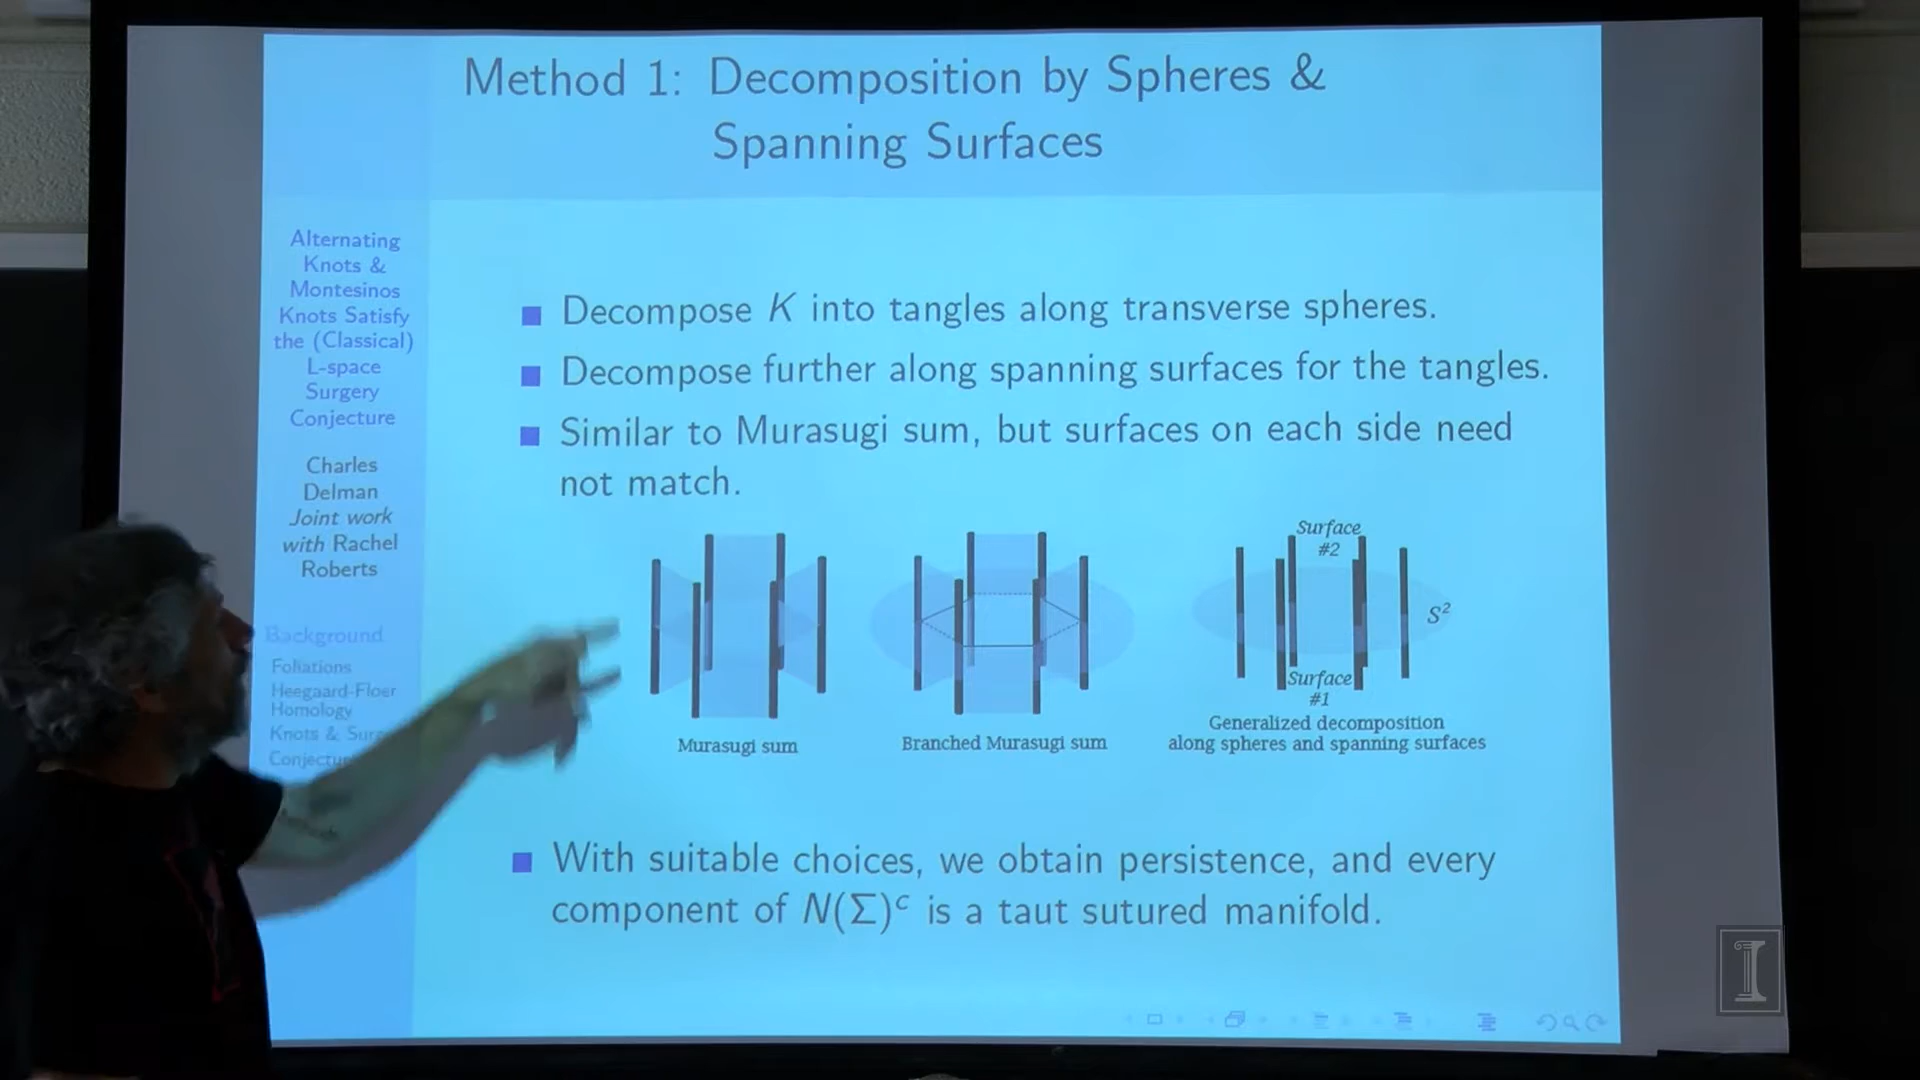 Method 1: Decomposition by Spheres &
Spanning Surfaces
Alternating
Knots &
Montesinos
Knots Satisfy
the (Classical)
L-space
Surgery
Conjecture
Charles
Delman
Joint work
with Rachel
Roberts
Background
Foliations
Heegaard-Floer
Homology
Knots & Surg
Conjectu
Decompose K into tangles along transverse spheres.
Decompose further along spanning surfaces for the tangles.
Similar to Murasugi sum, but surfaces on each side need
not match.
Murasugi sum
Branched Murasugi sum
Surface
#2
S²
Surface
#1
Generalized decomposition
along spheres and spanning surfaces
With suitable choices, we obtain persistence, and every
component of N(Σ)ᶜ is a taut sutured manifold.
I